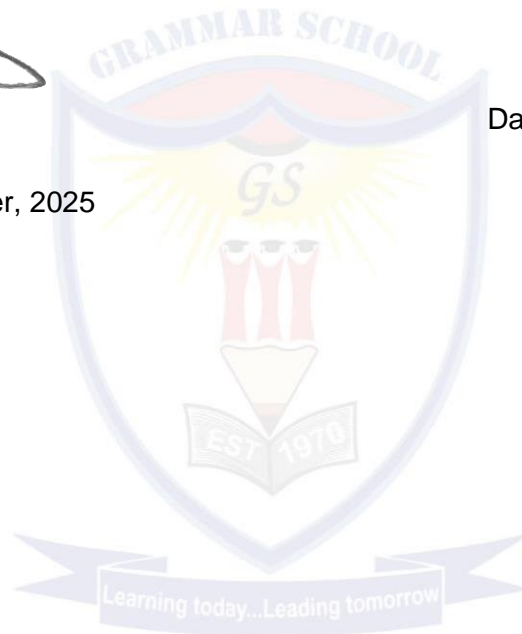 GRAMMAR SCHOOL
Da
GS
er, 2025
EST 1970
Learning today...Leading tomorrow